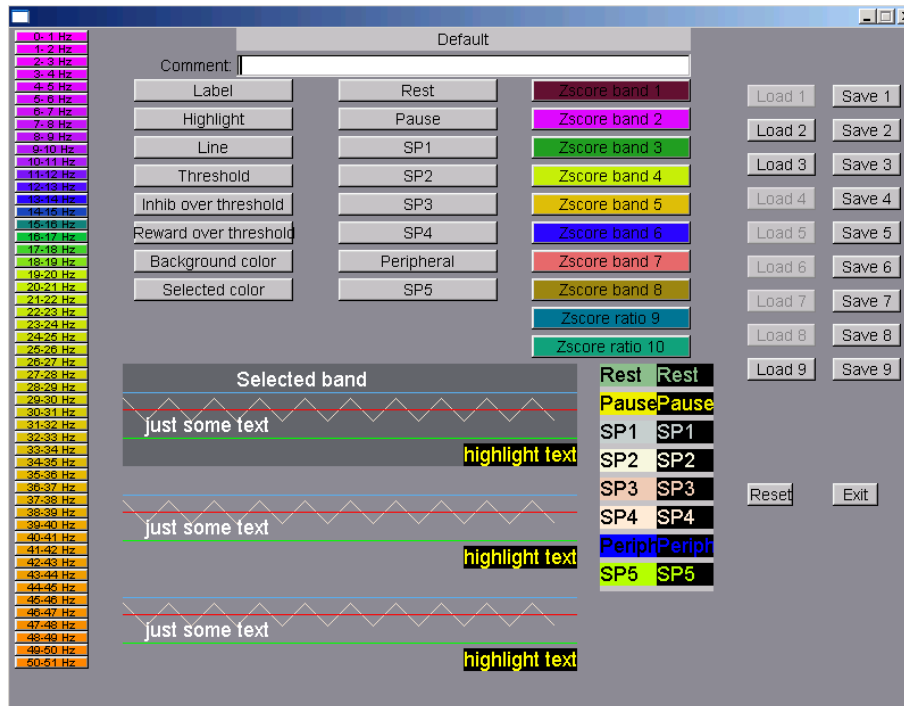 Default
Comment:
0- 1 Hz
1- 2 Hz
2- 3 Hz
3- 4 Hz
4- 5 Hz
5- 6 Hz
6- 7 Hz
7- 8 Hz
8- 9 Hz
9-10 Hz
10-11 Hz
11-12 Hz
12-13 Hz
13-14 Hz
14-15 Hz
15-16 Hz
16-17 Hz
17-18 Hz
18-19 Hz
19-20 Hz
20-21 Hz
21-22 Hz
22-23 Hz
23-24 Hz
24-25 Hz
25-26 Hz
26-27 Hz
27-28 Hz
28-29 Hz
29-30 Hz
30-31 Hz
31-32 Hz
32-33 Hz
33-34 Hz
34-35 Hz
35-36 Hz
36-37 Hz
37-38 Hz
38-39 Hz
39-40 Hz
40-41 Hz
41-42 Hz
42-43 Hz
43-44 Hz
44-45 Hz
45-46 Hz
46-47 Hz
47-48 Hz
48-49 Hz
49-50 Hz
50-51 Hz
Label
Highlight
Line
Threshold
Inhib over threshold
Reward over threshold
Background color
Selected color
Rest
Pause
SP1
SP2
SP3
SP4
Peripheral
SP5
Zscore band 1
Zscore band 2
Zscore band 3
Zscore band 4
Zscore band 5
Zscore band 6
Zscore band 7
Zscore band 8
Zscore ratio 9
Zscore ratio 10
Load 1 Save 1
Load 2 Save 2
Load 3 Save 3
Load 4 Save 4
Load 5 Save 5
Load 6 Save 6
Load 7 Save 7
Load 8 Save 8
Load 9 Save 9
Reset Exit
Selected band
just some text
highlight text
just some text
highlight text
just some text
highlight text
Rest Rest
Pause Pause
SP1 SP1
SP2 SP2
SP3 SP3
SP4 SP4
Periph Periph
SP5 SP5